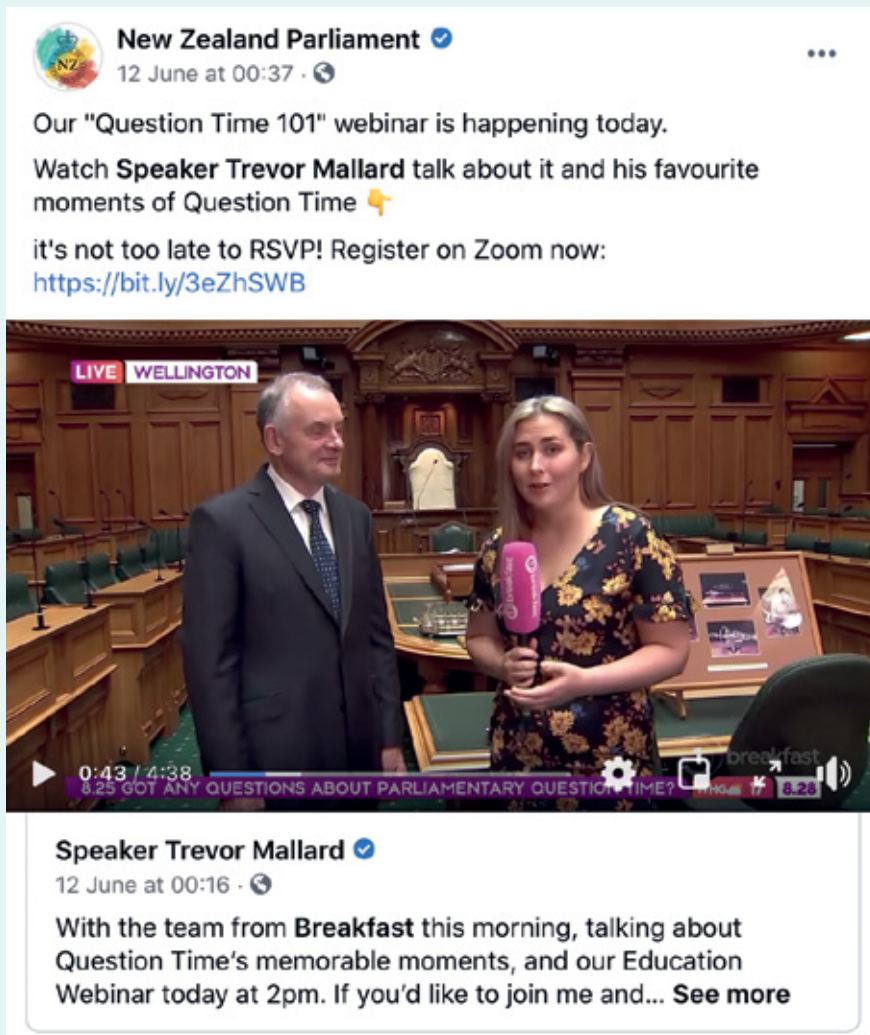 New Zealand Parliament
12 June at 00:37 ·
Our "Question Time 101" webinar is happening today.
Watch Speaker Trevor Mallard talk about it and his favourite
moments of Question Time 👇
it's not too late to RSVP! Register on Zoom now:
https://bit.ly/3eZhSWB
NZ
LIVE WELLINGTON
breakfast
breakfast
0:43 / 4:38
8.25 GOT ANY QUESTIONS ABOUT PARLIAMENTARY QUESTION TIME?
17 8.28
Speaker Trevor Mallard
12 June at 00:16 ·
With the team from Breakfast this morning, talking about
Question Time's memorable moments, and our Education
Webinar today at 2pm. If you'd like to join me and... See more